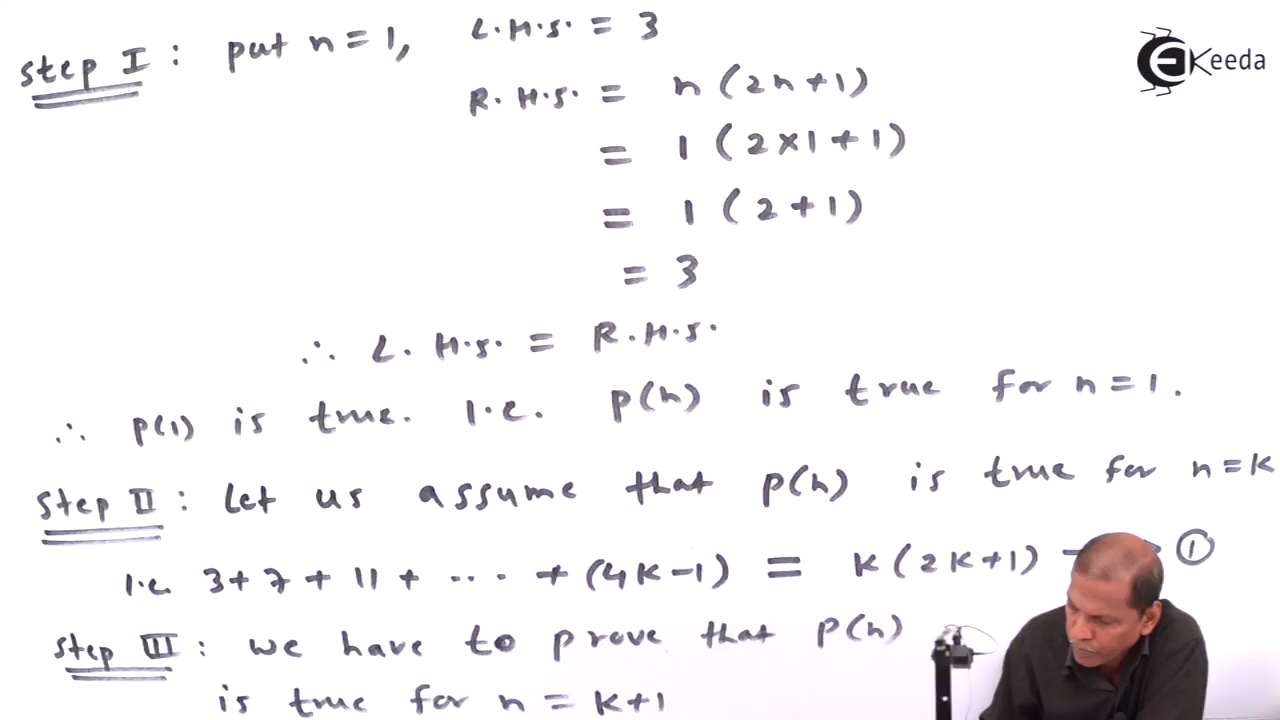 Step I : put n = 1, L.H.S. = 3
EKeeda
R.H.S. = n (2n+1)
= 1 (2×1+1)
= 1 (2+1)
= 3
∴ L.H.S. = R.H.S.
∴ P(1) is true. I.e. P(n) is true for n=1.
Step II : Let us assume that P(n) is true for n=k
I.e. 3+7+11+ .... +(4k-1) = k(2k+1) ①
Step III : we have to prove that P(n)
is true for n = k+1